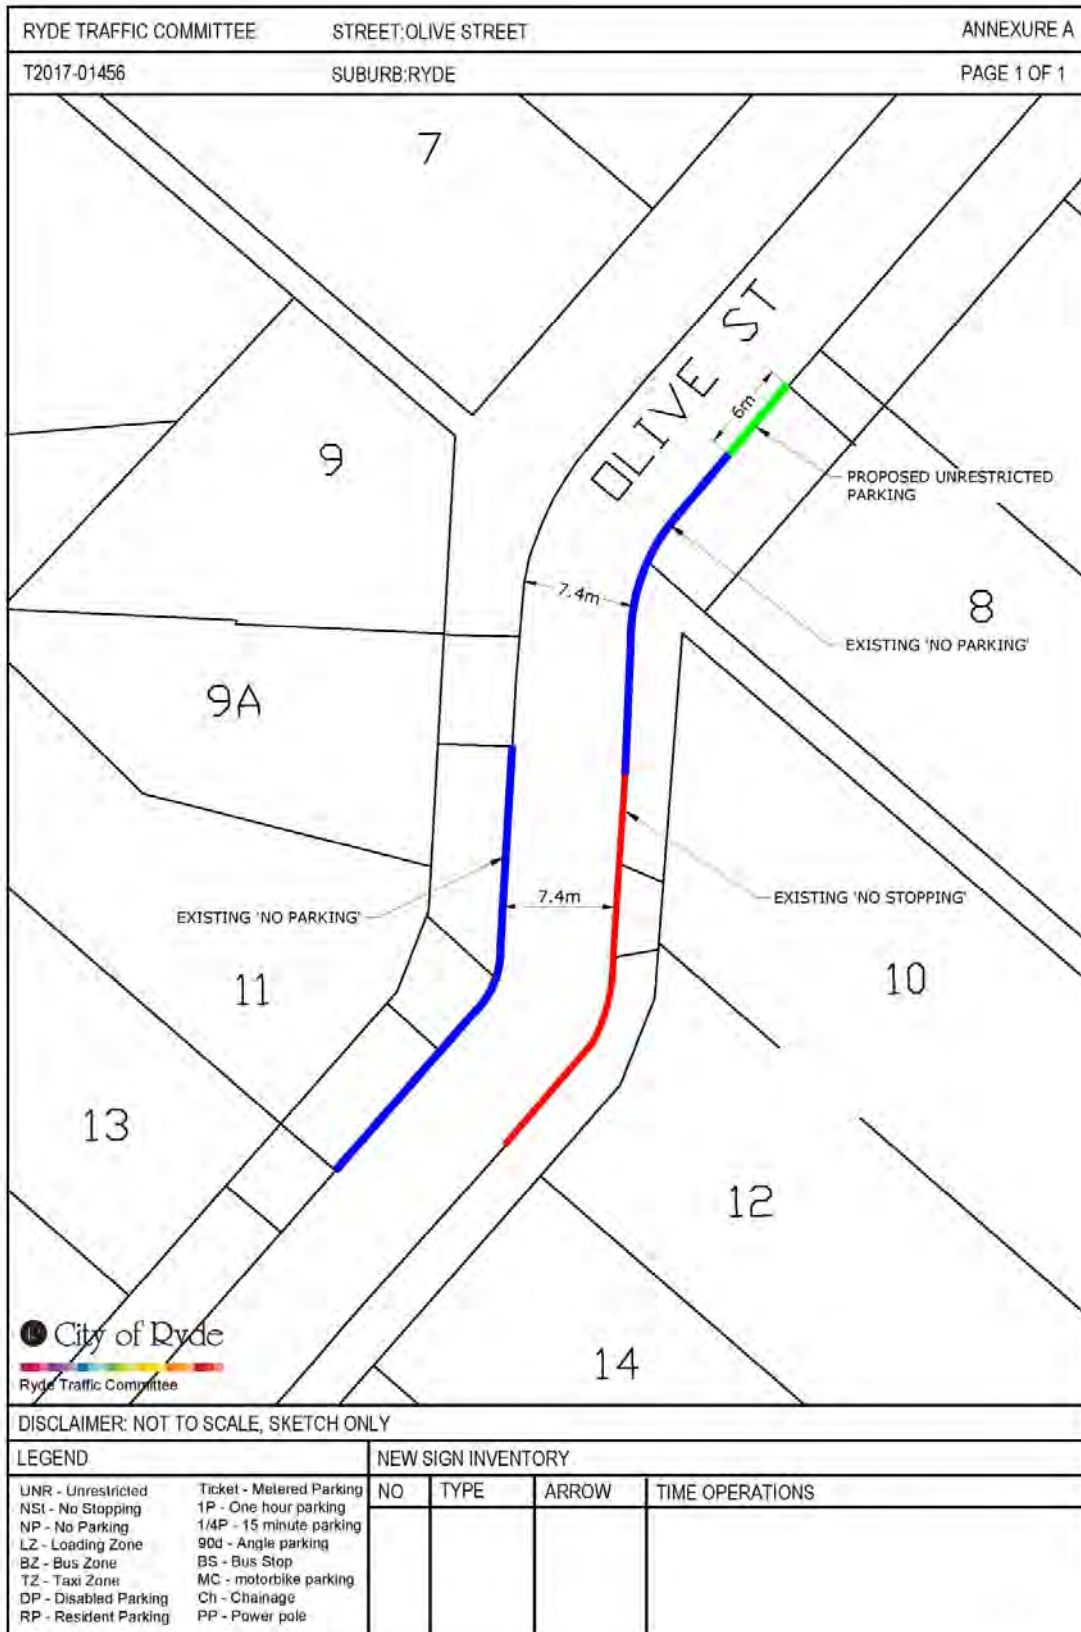 RYDE TRAFFIC COMMITTEE STREET:OLIVE STREET ANNEXURE A
T2017-01456 SUBURB:RYDE PAGE 1 OF 1
7
OLIVE ST
6m
9
PROPOSED UNRESTRICTED
PARKING
7.4m
8
EXISTING 'NO PARKING'
9A
7.4m
EXISTING 'NO STOPPING'
EXISTING 'NO PARKING'
11
10
13
12
City of Ryde
Ryde Traffic Committee
14
DISCLAIMER: NOT TO SCALE, SKETCH ONLY
LEGEND
UNR - Unrestricted
NSt - No Stopping
NP - No Parking
LZ - Loading Zone
BZ - Bus Zone
TZ - Taxi Zone
DP - Disabled Parking
RP - Resident Parking
Ticket - Metered Parking
1P - One hour parking
1/4P - 15 minute parking
90d - Angle parking
BS - Bus Stop
MC - motorbike parking
Ch - Chainage
PP - Power pole
NEW SIGN INVENTORY
NO TYPE ARROW TIME OPERATIONS